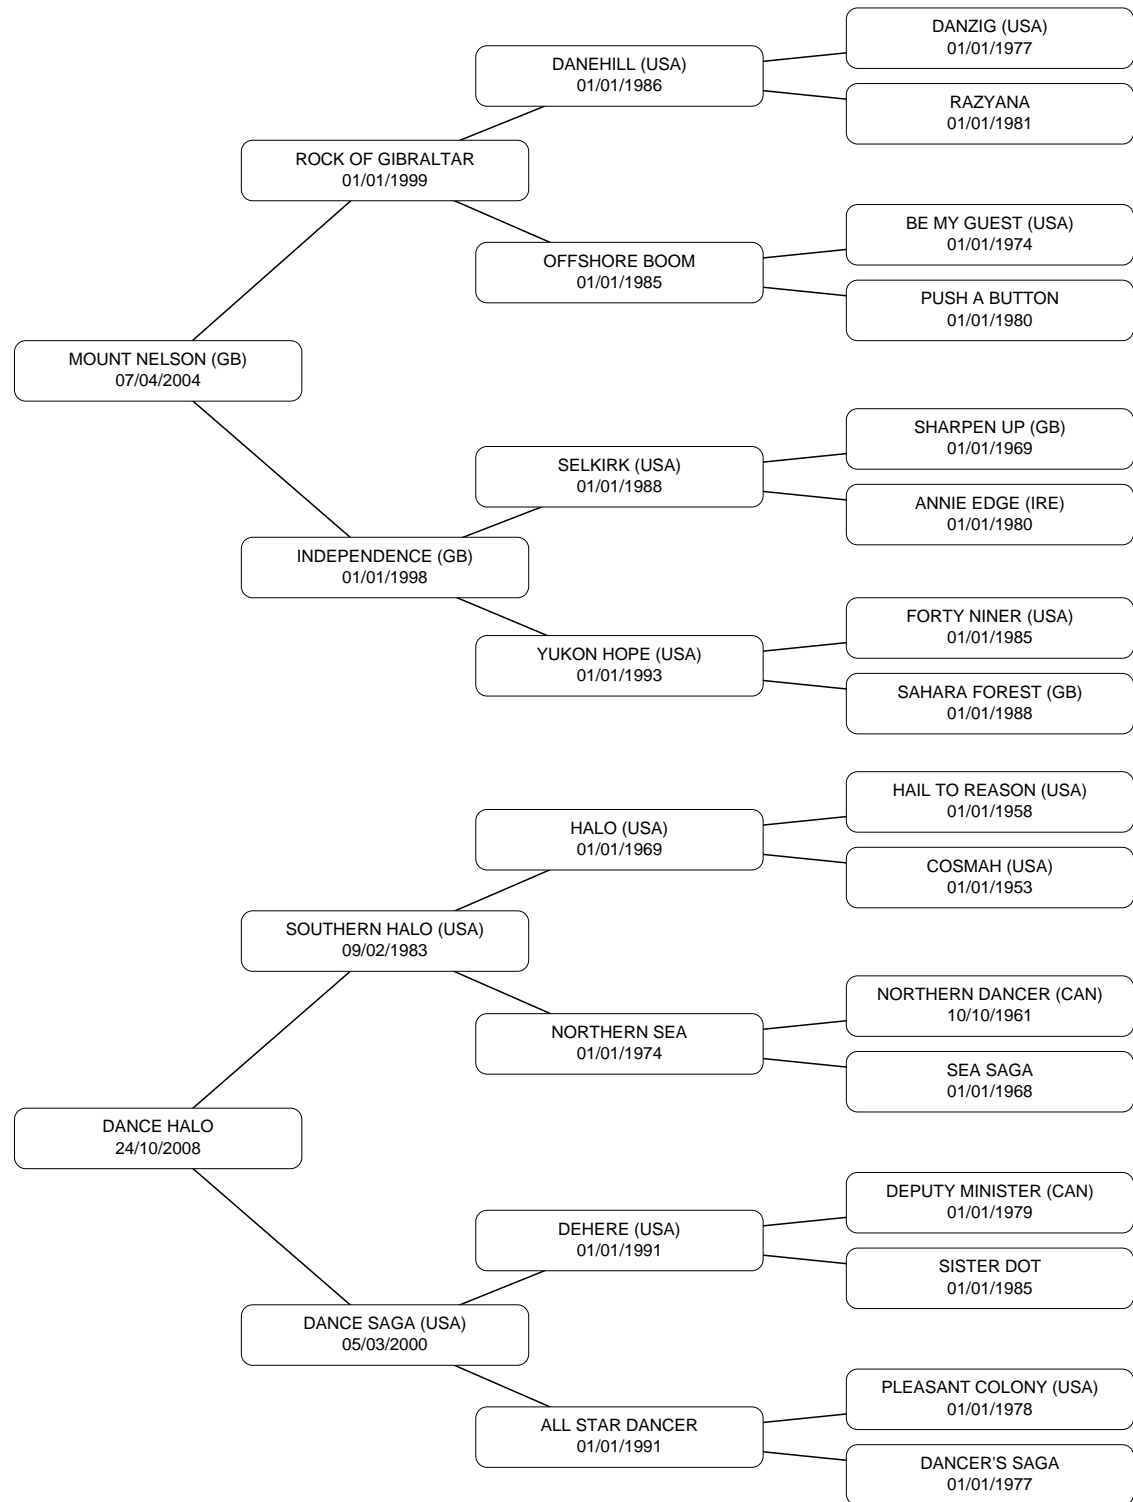 DANZIG (USA)
01/01/1977
DANEHILL (USA)
01/01/1986
RAZYANA
01/01/1981
ROCK OF GIBRALTAR
01/01/1999
BE MY GUEST (USA)
01/01/1974
OFFSHORE BOOM
01/01/1985
PUSH A BUTTON
01/01/1980
MOUNT NELSON (GB)
07/04/2004
SHARPEN UP (GB)
01/01/1969
SELKIRK (USA)
01/01/1988
ANNIE EDGE (IRE)
01/01/1980
INDEPENDENCE (GB)
01/01/1998
FORTY NINER (USA)
01/01/1985
YUKON HOPE (USA)
01/01/1993
SAHARA FOREST (GB)
01/01/1988
HAIL TO REASON (USA)
01/01/1958
HALO (USA)
01/01/1969
COSMAH (USA)
01/01/1953
SOUTHERN HALO (USA)
09/02/1983
NORTHERN DANCER (CAN)
10/10/1961
NORTHERN SEA
01/01/1974
SEA SAGA
01/01/1968
DANCE HALO
24/10/2008
DEPUTY MINISTER (CAN)
01/01/1979
DEHERE (USA)
01/01/1991
SISTER DOT
01/01/1985
DANCE SAGA (USA)
05/03/2000
PLEASANT COLONY (USA)
01/01/1978
ALL STAR DANCER
01/01/1991
DANCER'S SAGA
01/01/1977